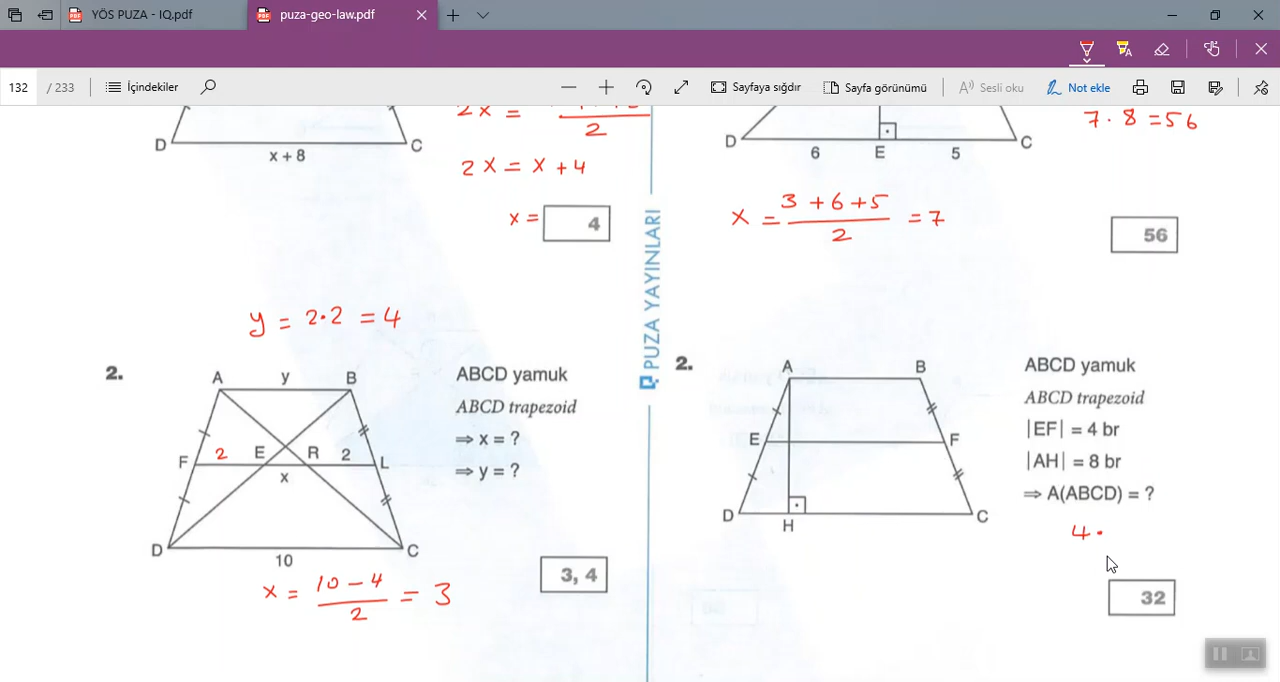 YÖS PUZA - IQ.pdf
puza-geo-law.pdf
132 / 233
İçindekiler
Sayfaya sığdır
Sayfa görünümü
Sesli oku
Not ekle
D
C
x + 8
2x =
2
2x = x + 4
x =
4
D
6
E
5
C
7 · 8 = 56
x = 3 + 6 + 5 / 2 = 7
56
PUZA YAYINLARI
y = 2·2 = 4
2.
A
y
B
F
2
E
R
2
L
x
D
10
C
x = 10 - 4 / 2 = 3
ABCD yamuk
ABCD trapezoid
⇒ x = ?
⇒ y = ?
3, 4
2.
A
B
E
F
D
H
C
ABCD yamuk
ABCD trapezoid
|EF| = 4 br
|AH| = 8 br
⇒ A(ABCD) = ?
4 ·
32